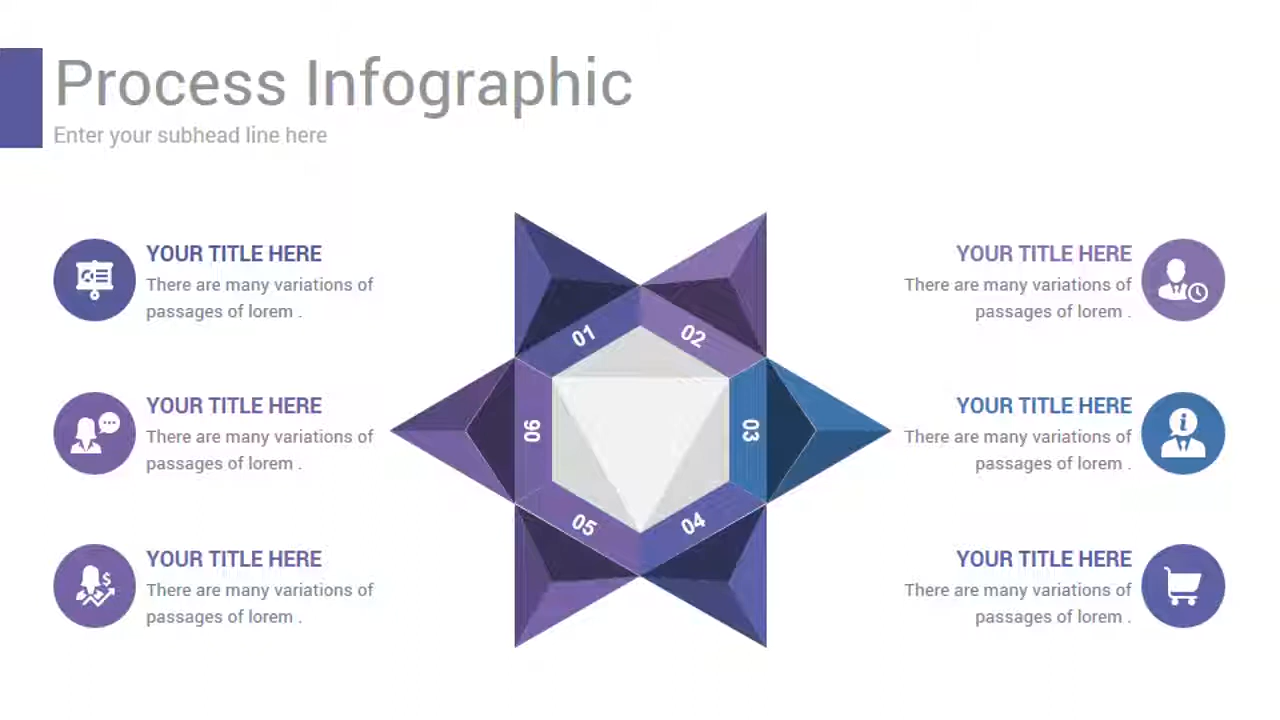 Process Infographic
Enter your subhead line here
YOUR TITLE HERE
There are many variations of
passages of lorem .
YOUR TITLE HERE
There are many variations of
passages of lorem .
YOUR TITLE HERE
There are many variations of
passages of lorem .
01
02
03
04
05
06
YOUR TITLE HERE
There are many variations of
passages of lorem .
YOUR TITLE HERE
There are many variations of
passages of lorem .
YOUR TITLE HERE
There are many variations of
passages of lorem .